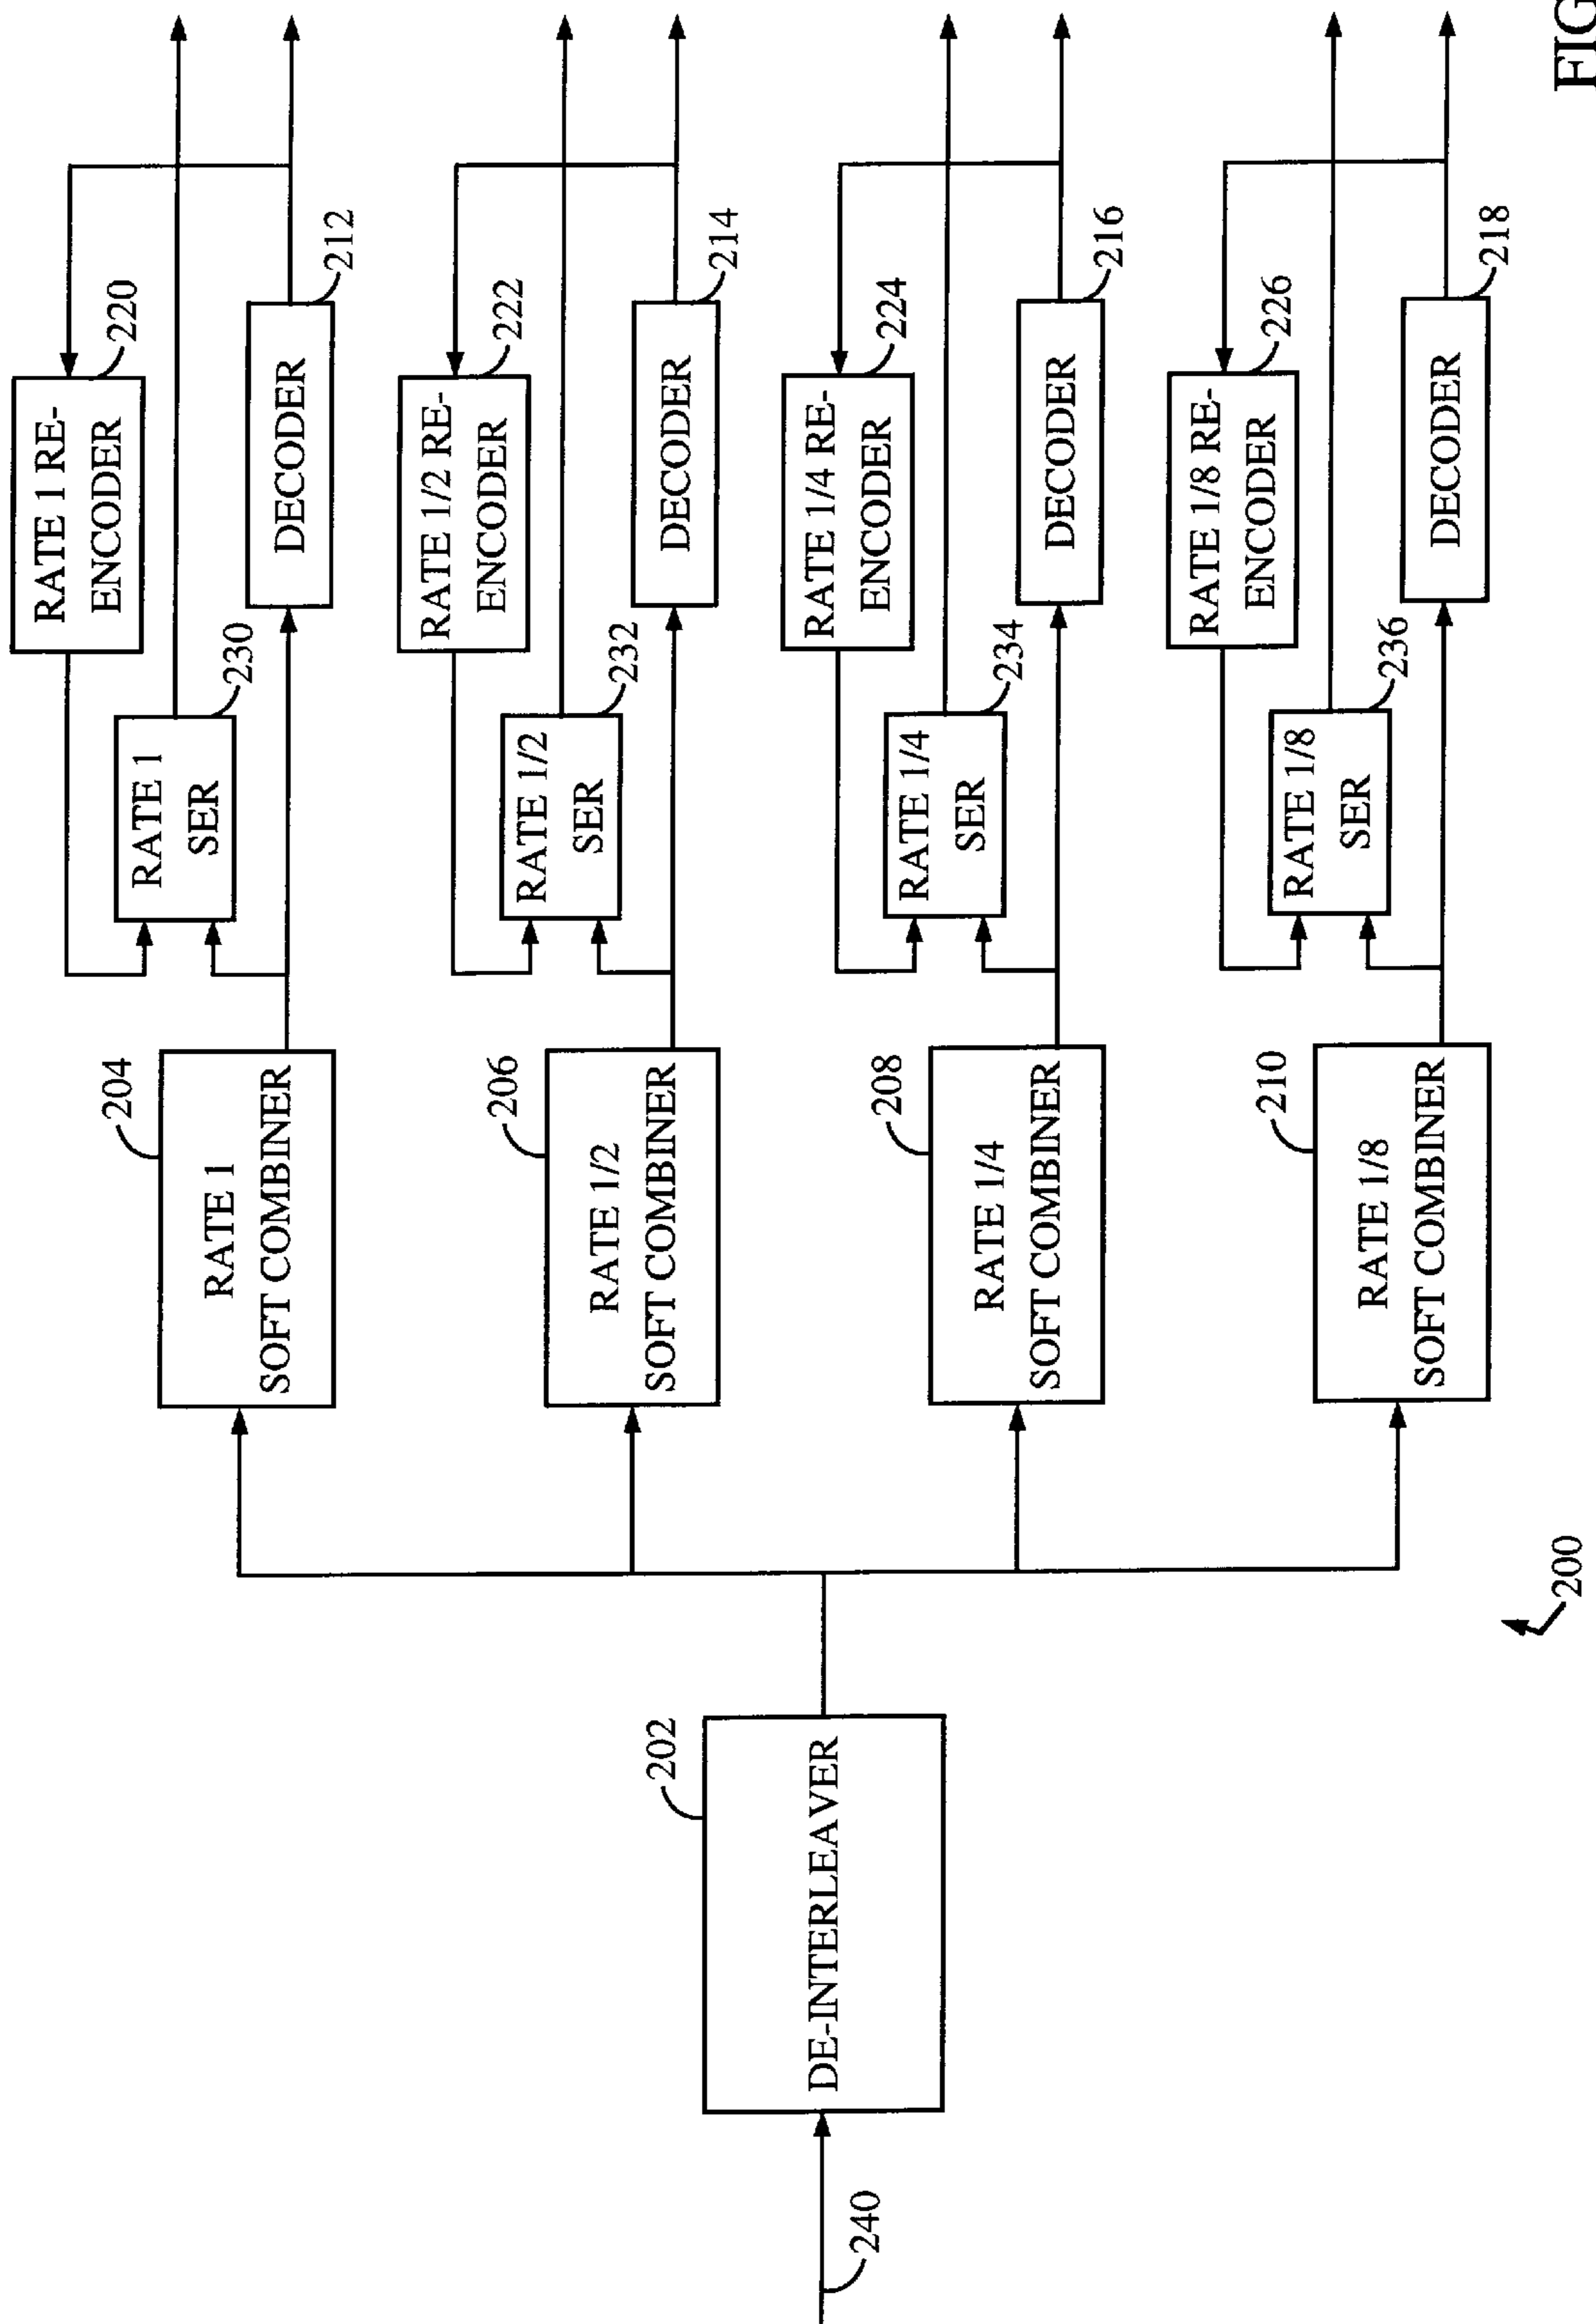 220
RATE 1 RE-
ENCODER
230
RATE 1
SER
212
DECODER
204
RATE 1
SOFT COMBINER
222
RATE 1/2 RE-
ENCODER
232
RATE 1/2
SER
214
DECODER
206
RATE 1/2
SOFT COMBINER
202
DE-INTERLEAVER
240
224
RATE 1/4 RE-
ENCODER
234
RATE 1/4
SER
216
DECODER
208
RATE 1/4
SOFT COMBINER
226
RATE 1/8 RE-
ENCODER
236
RATE 1/8
SER
218
DECODER
210
RATE 1/8
SOFT COMBINER
200
FIG